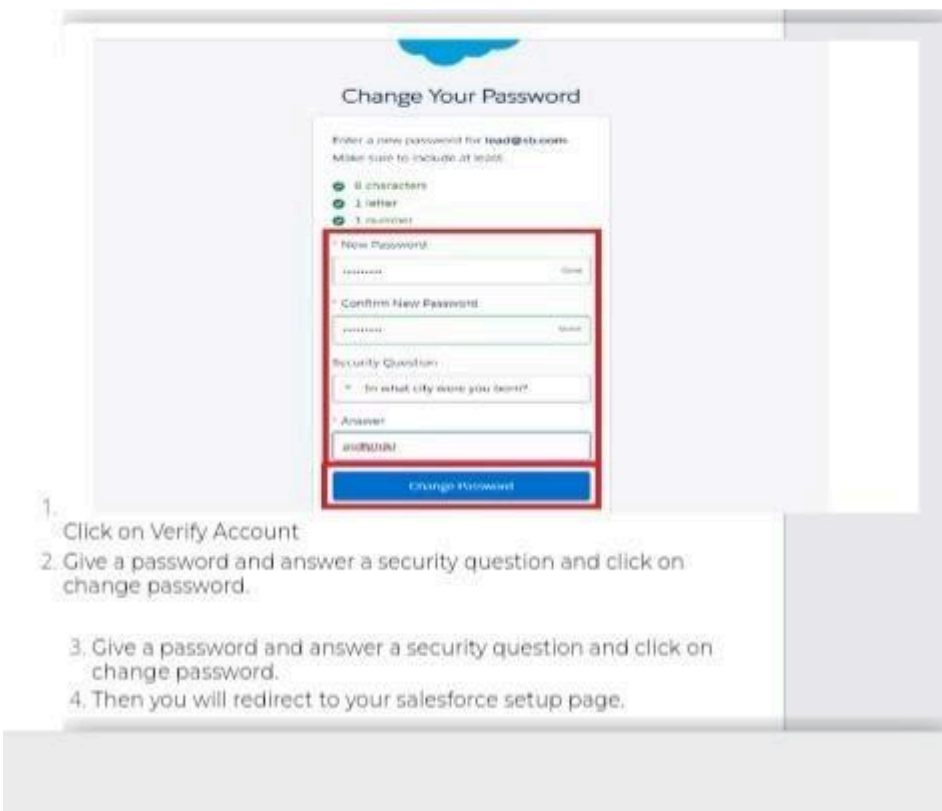 Change Your Password
Enter a new password for lead@sb.com
Make sure to include at least
8 characters
1 letter
1 number
* New Password
* Confirm New Password
Security Question
In what city were you born?
* Answer
Change Password
1.
Click on Verify Account
2. Give a password and answer a security question and click on
change password.
3. Give a password and answer a security question and click on
change password.
4. Then you will redirect to your salesforce setup page.